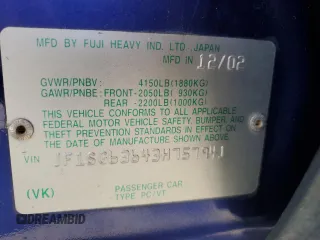 MFD BY FUJI HEAVY IND. LTD. JAPAN
MFD IN 12/02
GVWR/PNBV: 4150LB(1880KG)
GAWR/PNBE: FRONT-2050LB( 930KG)
REAR -2200LB(1000KG)
THIS VEHICLE CONFORMS TO ALL APPLICABLE
FEDERAL MOTOR VEHICLE SAFETY, BUMPER,
AND THEFT PREVENTION STANDARDS
IN EFFECT ON THE DATE OF MANUFACTURE
SHOWN ABOVE.
VIN
(VK) PASSENGER CAR
TYPE PC/VT
© DREAMBID